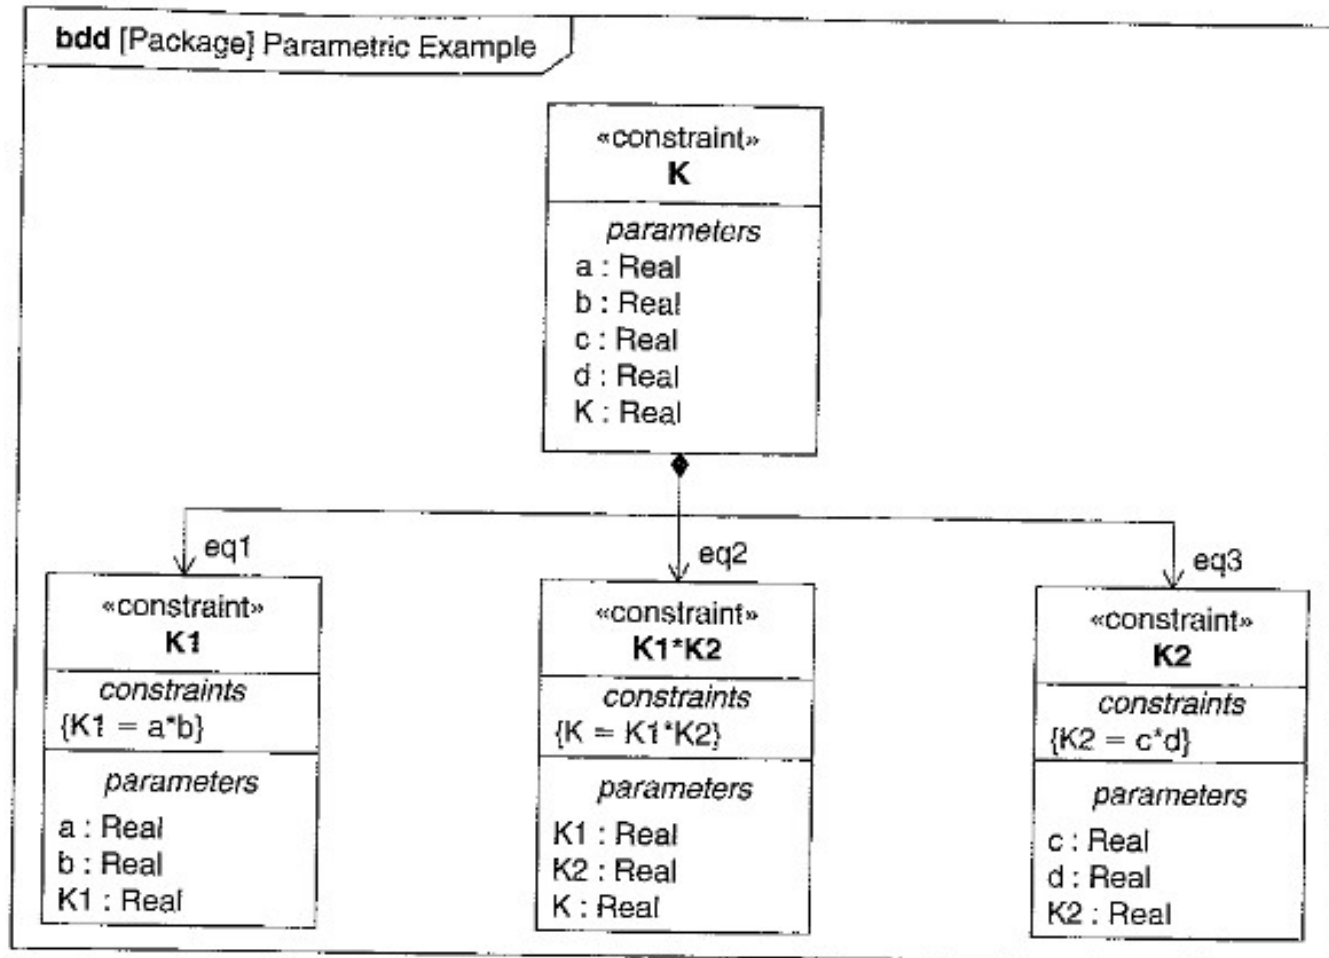 bdd [Package] Parametric Example
«constraint»
K
parameters
a : Real
b : Real
c : Real
d : Real
K : Real
eq1
eq2
eq3
«constraint»
K1
constraints
{K1 = a*b}
parameters
a : Real
b : Real
K1 : Real
«constraint»
K1*K2
constraints
{K = K1*K2}
parameters
K1 : Real
K2 : Real
K : Real
«constraint»
K2
constraints
{K2 = c*d}
parameters
c : Real
d : Real
K2 : Real